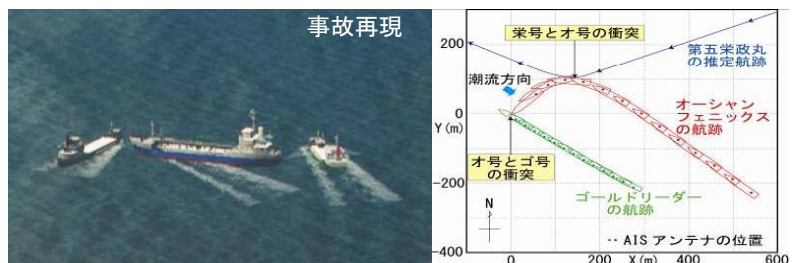 事故再現
栄号とオ号の衝突
第五栄政丸
の推定航跡
潮流方向
オーシャン
フェニックス
の航跡
オ号とゴ号
の衝突
ゴールドリーダー
の航跡
N
・・AISアンテナの位置
200
0
Y(m)
-200
-400
0
200
X(m)
400
600